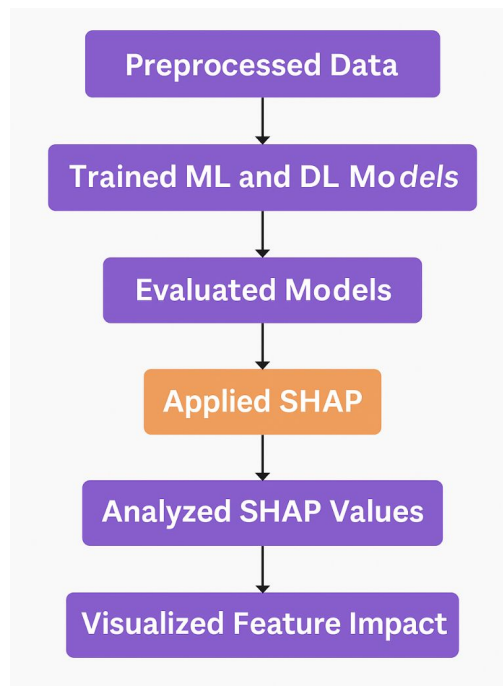 Preprocessed Data
Trained ML and DL Models
Evaluated Models
Applied SHAP
Analyzed SHAP Values
Visualized Feature Impact